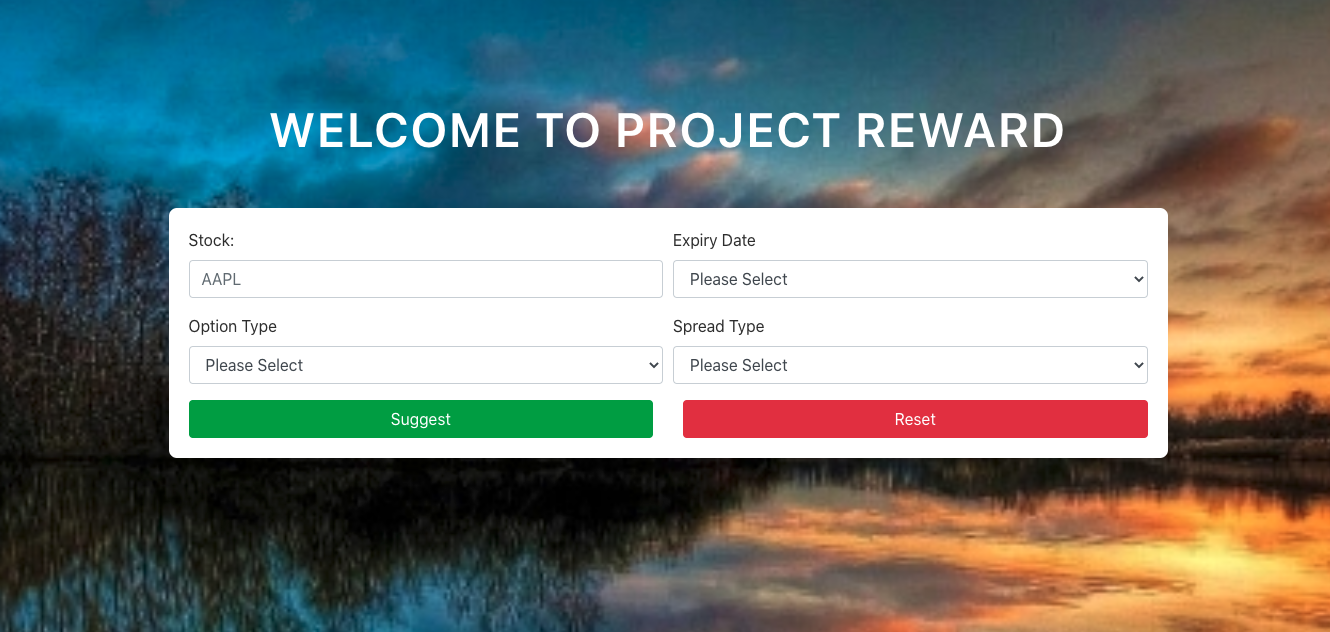 WELCOME TO PROJECT REWARD
Stock:
Expiry Date
AAPL
Please Select
Option Type
Spread Type
Please Select
Please Select
Suggest
Reset